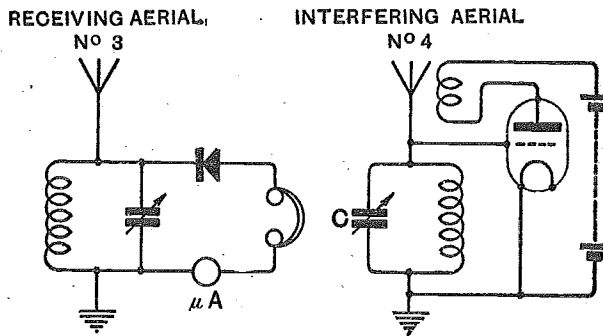 RECEIVING AERIAL,
Nº 3
INTERFERING AERIAL
Nº 4
C
μA